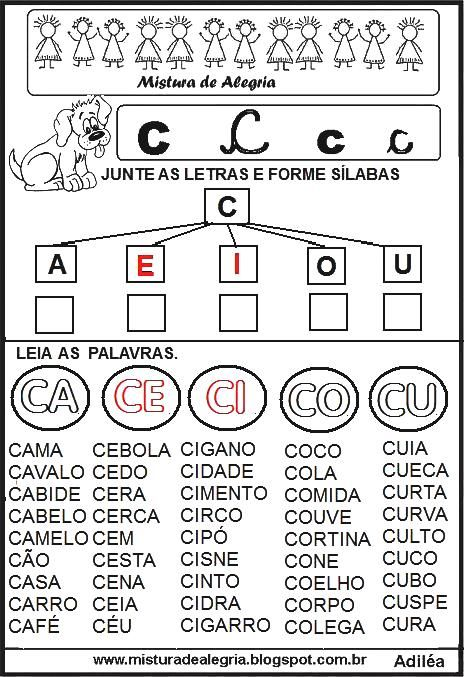 Mistura de Alegria
C C c c
JUNTE AS LETRAS E FORME SÍLABAS
C
A E I O U
LEIA AS PALAVRAS.
CA CE CI CO CU
CAMA CEBOLA CIGANO COCO CUIA
CAVALO CEDO CIDADE COLA CUECA
CABIDE CERA CIMENTO COMIDA CURTA
CABELO CERCA CIRCO COUVE CURVA
CAMELO CEM CIPÓ CORTINA CULTO
CÃO CESTA CISNE CONE CUCO
CASA CENA CINTO COELHO CUBO
CARRO CEIA CIDRA CORPO CUSPE
CAFÉ CÉU CIGARRO COLEGA CURA
www.misturadealegria.blogspot.com.br Adiléa